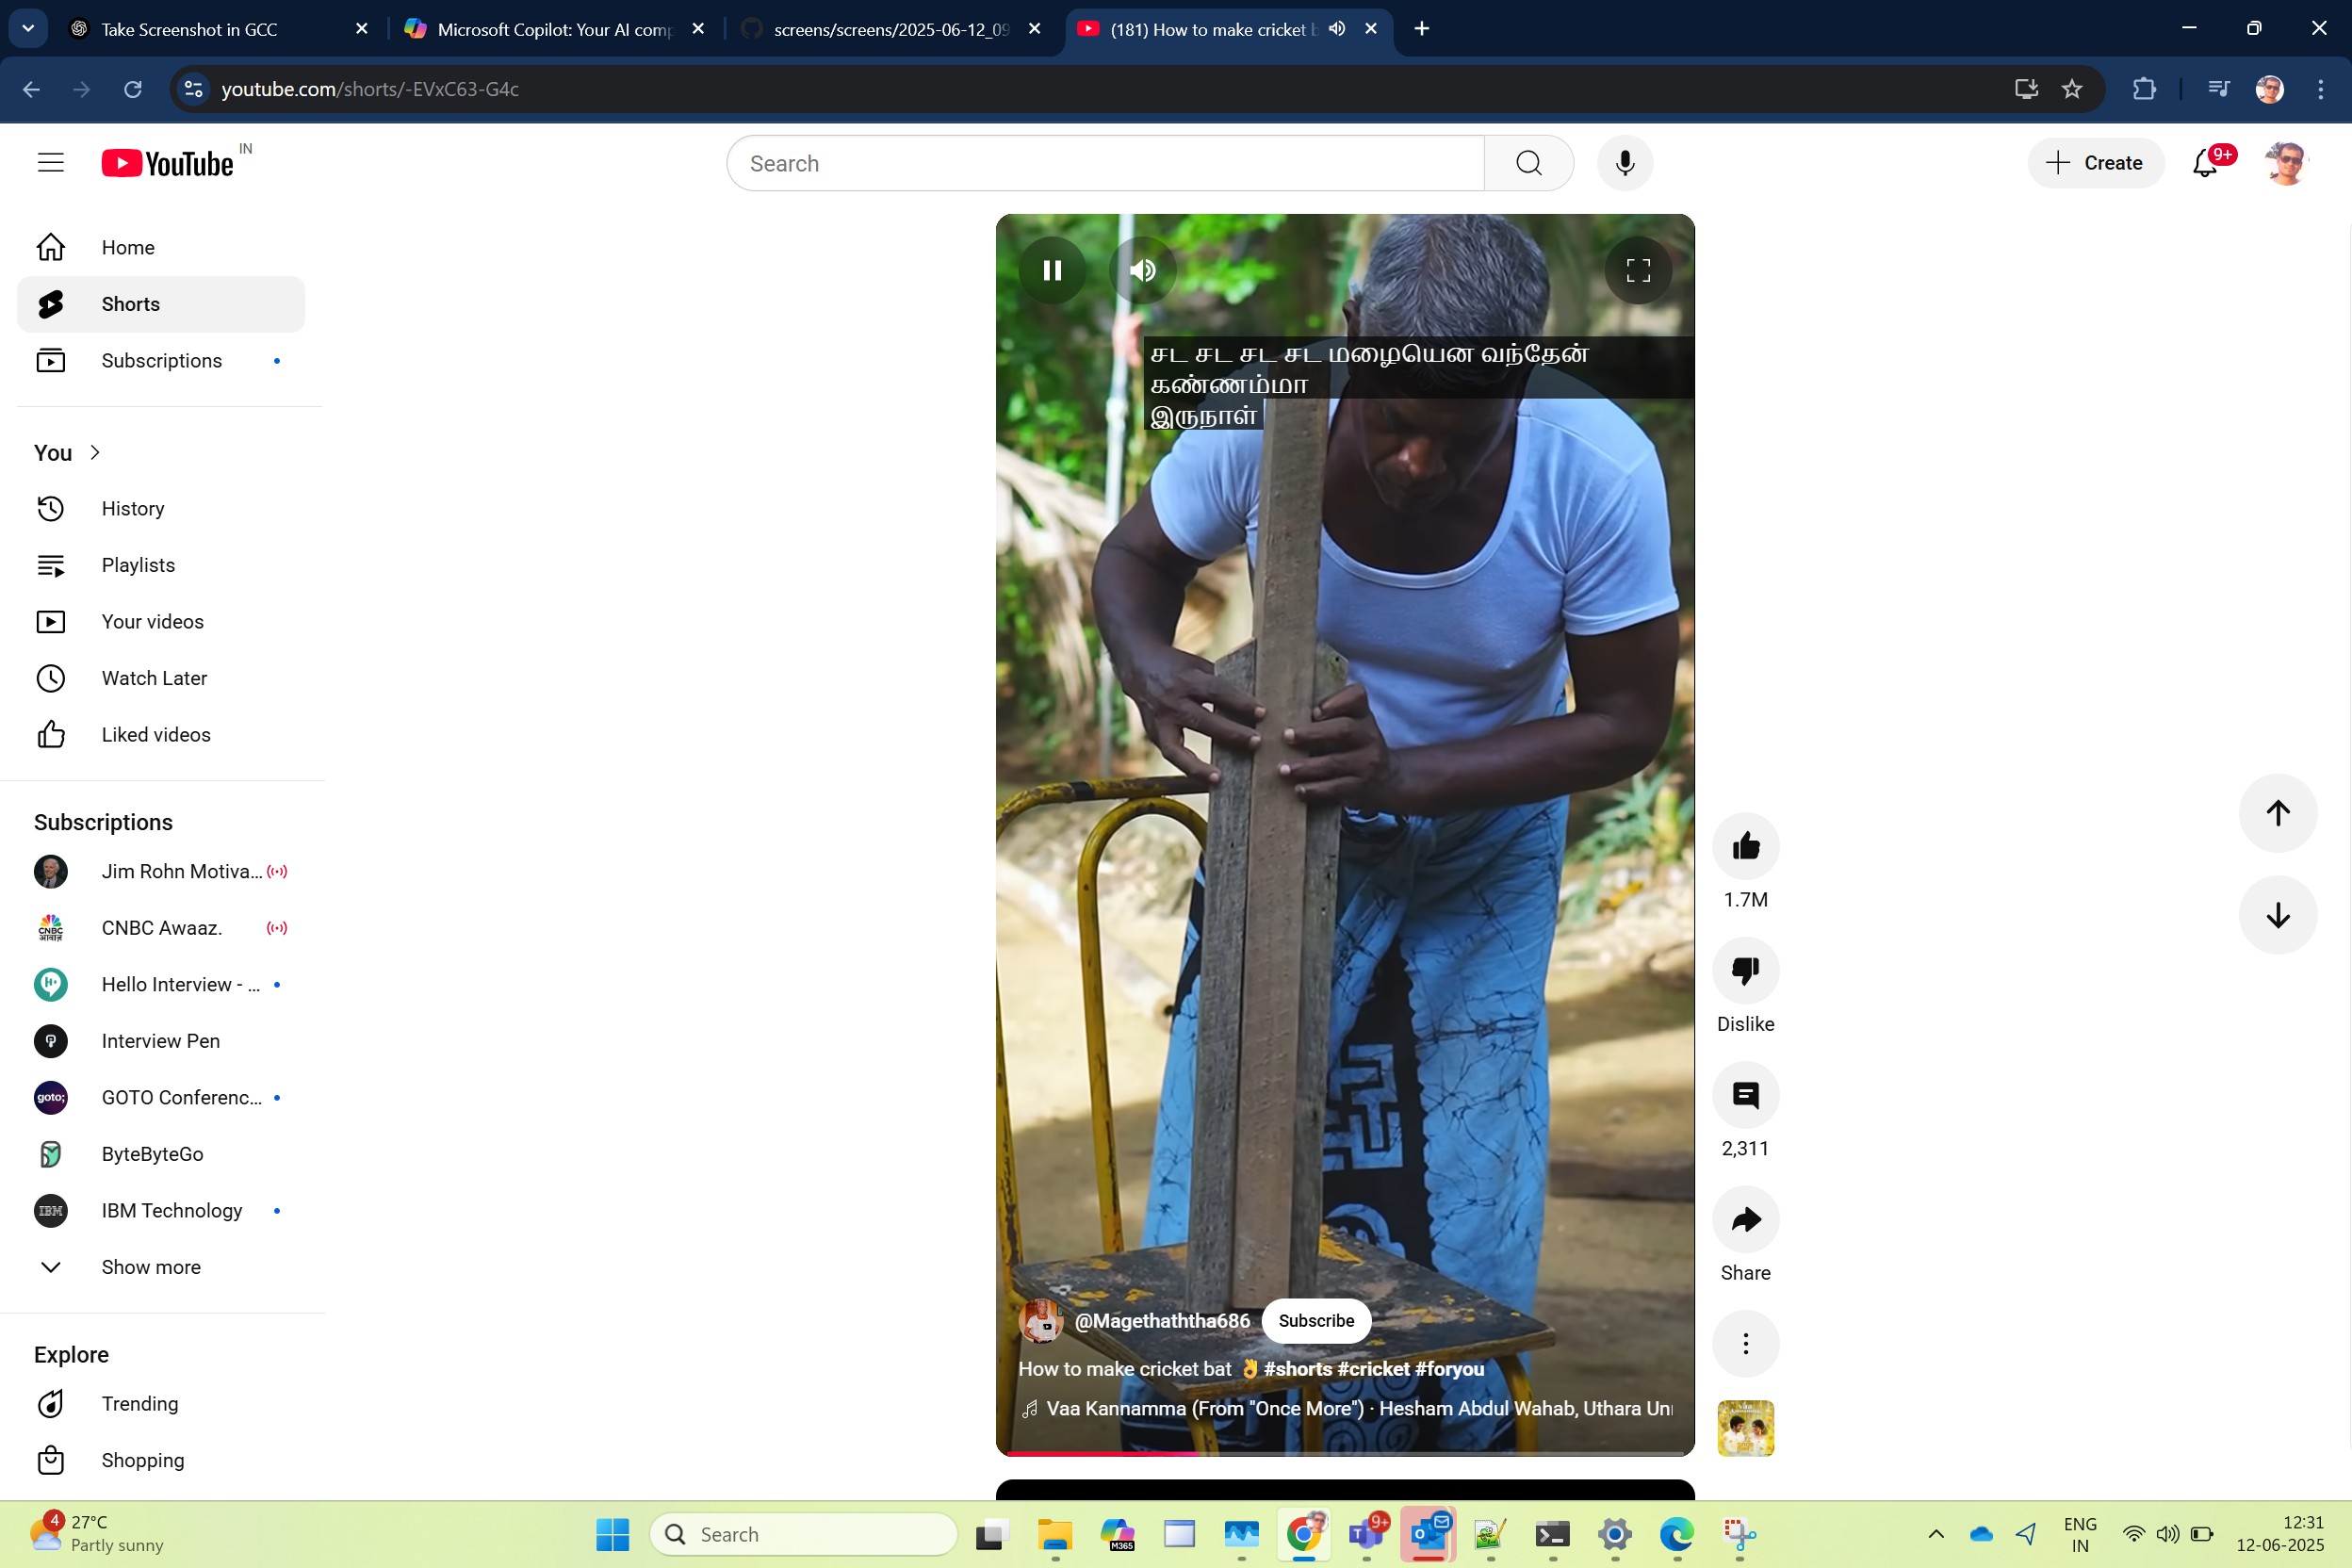 Take Screenshot in GCC
Microsoft Copilot: Your AI comp
screens/screens/2025-06-12_09
(181) How to make cricket b
youtube.com/shorts/-EVxC63-G4c
YouTube IN
Search
Create
9+
Home
Shorts
Subscriptions
You
History
Playlists
Your videos
Watch Later
Liked videos
Subscriptions
Jim Rohn Motiva...
CNBC Awaaz.
Hello Interview - ...
Interview Pen
GOTO Conferenc...
ByteByteGo
IBM Technology
Show more
Explore
Trending
Shopping
சட சட சட சட மழையென வந்தேன்
கண்ணம்மா
இருநாள்
@Magethaththa686 Subscribe
How to make cricket bat 👌 #shorts #cricket #foryou
Vaa Kannamma (From "Once More") · Hesham Abdul Wahab, Uthara Un
1.7M
Dislike
2,311
Share
4
27°C
Partly sunny
Search
M365
9+
ENG
IN
12:31
12-06-2025